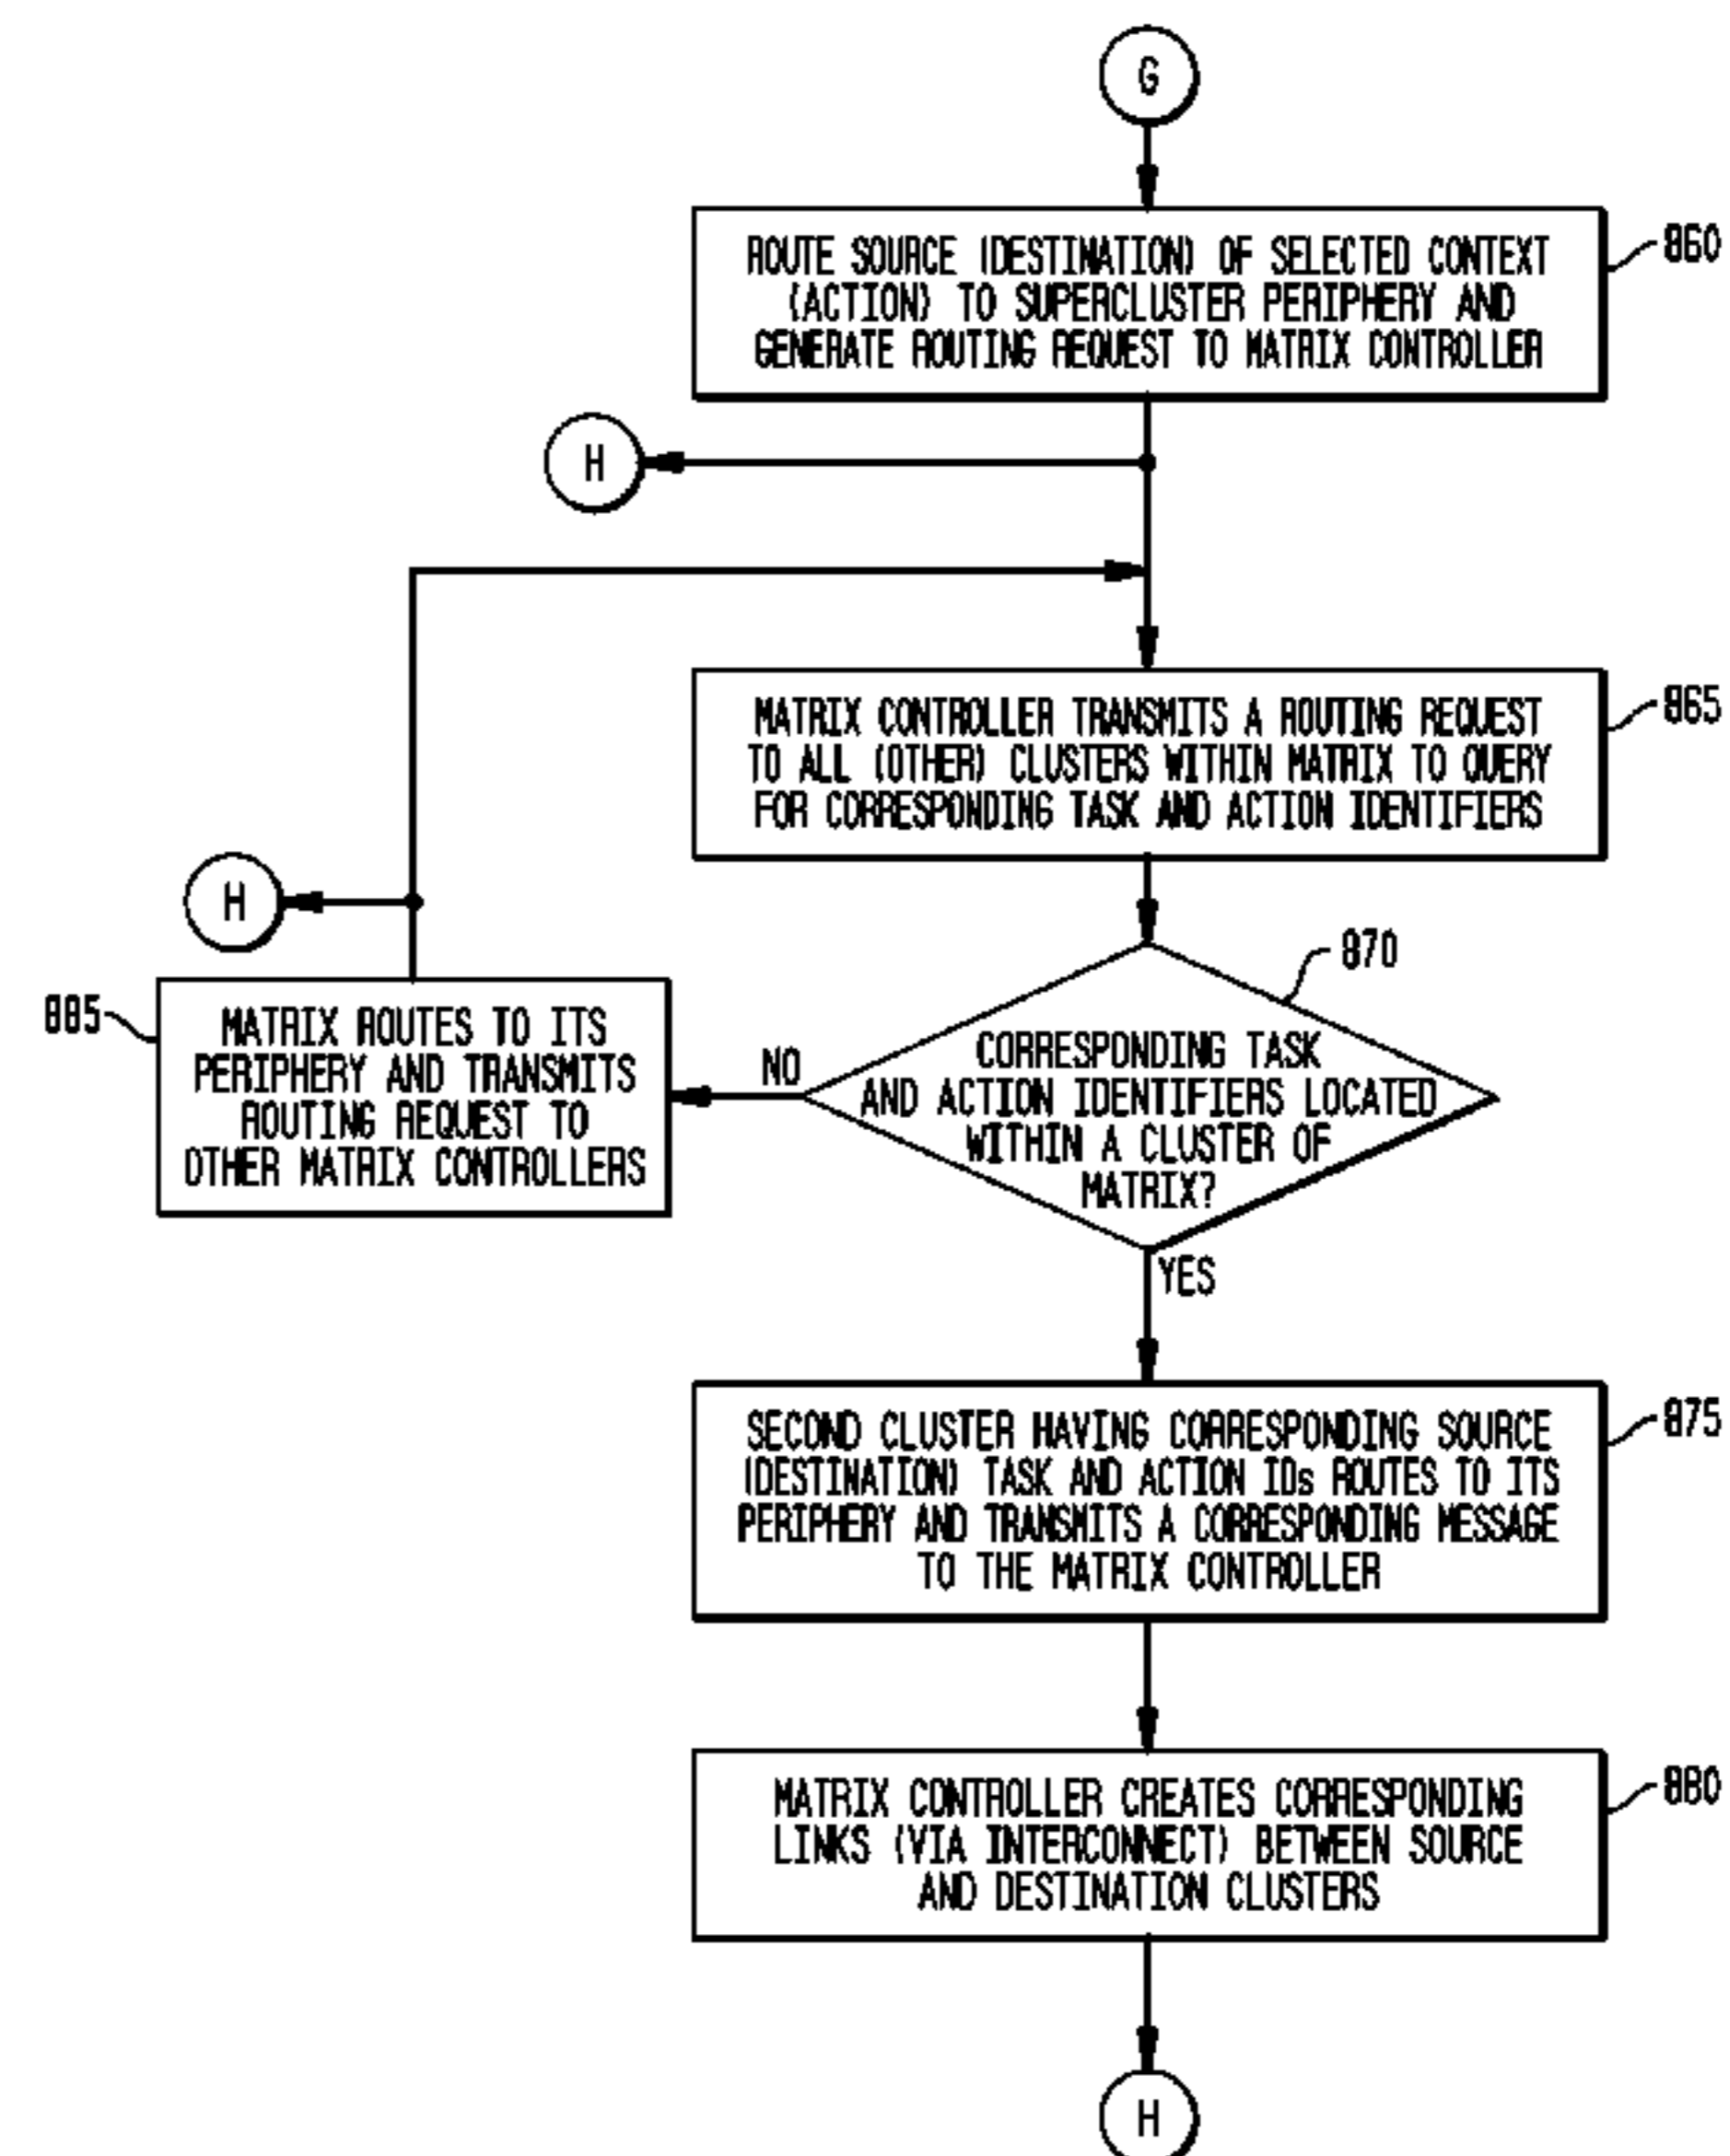 G
ROUTE SOURCE (DESTINATION) OF SELECTED CONTEXT
(ACTION) TO SUPERCLUSTER PERIPHERY AND
GENERATE ROUTING REQUEST TO MATRIX CONTROLLER
860
H
MATRIX CONTROLLER TRANSMITS A ROUTING REQUEST
TO ALL (OTHER) CLUSTERS WITHIN MATRIX TO QUERY
FOR CORRESPONDING TASK AND ACTION IDENTIFIERS
865
H
870
885
MATRIX ROUTES TO ITS
PERIPHERY AND TRANSMITS
ROUTING REQUEST TO
OTHER MATRIX CONTROLLERS
NO
CORRESPONDING TASK
AND ACTION IDENTIFIERS LOCATED
WITHIN A CLUSTER OF
MATRIX?
YES
SECOND CLUSTER HAVING CORRESPONDING SOURCE
(DESTINATION) TASK AND ACTION IDs ROUTES TO ITS
PERIPHERY AND TRANSMITS A CORRESPONDING MESSAGE
TO THE MATRIX CONTROLLER
875
MATRIX CONTROLLER CREATES CORRESPONDING
LINKS (VIA INTERCONNECT) BETWEEN SOURCE
AND DESTINATION CLUSTERS
880
H